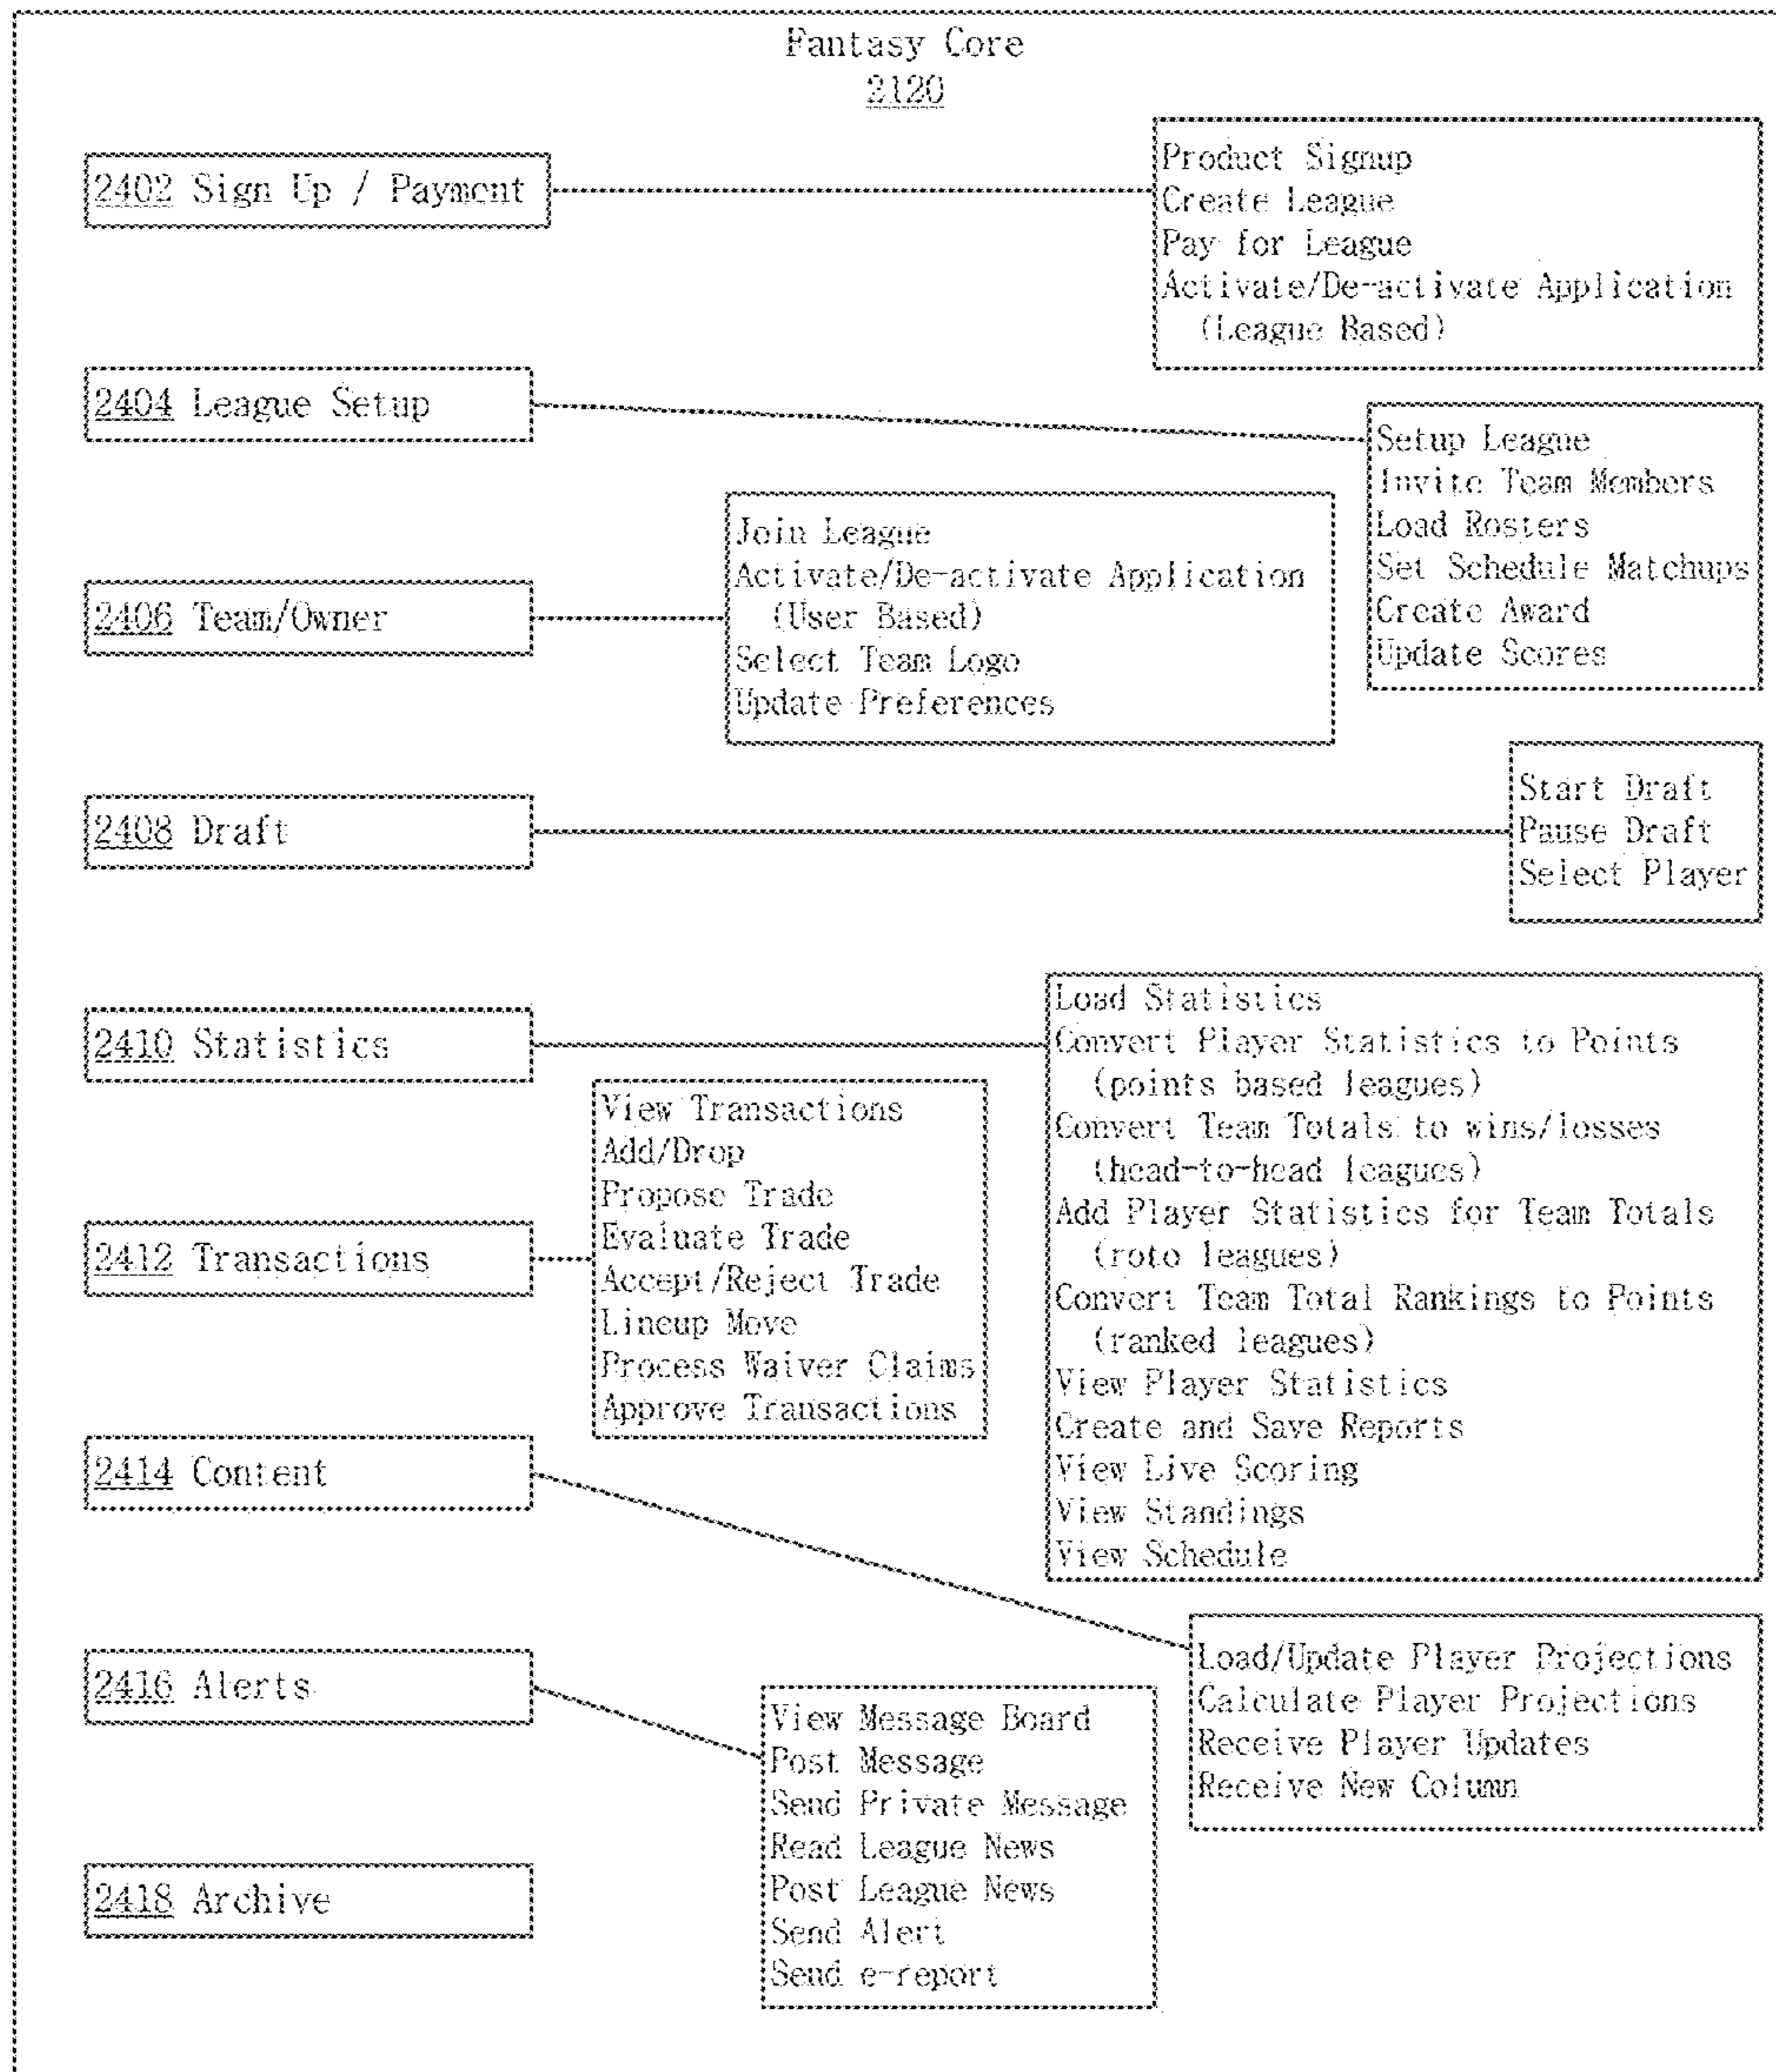 Fantasy Core
2120
2402 Sign Up / Payment
Product Signup
Create League
Pay for League
Activate/De-activate Application
(League Based)
2404 League Setup
Setup League
Invite Team Members
Load Rosters
Set Schedule Matchups
Create Award
Update Scores
2406 Team/Owner
Join League
Activate/De-activate Application
(User Based)
Select Team Logo
Update Preferences
2408 Draft
Start Draft
Pause Draft
Select Player
2410 Statistics
Load Statistics
Convert Player Statistics to Points
(points based leagues)
Convert Team Totals to wins/losses
(head-to-head leagues)
Add Player Statistics for Team Totals
(roto leagues)
Convert Team Total Rankings to Points
(ranked leagues)
View Player Statistics
Create and Save Reports
View Live Scoring
View Standings
View Schedule
2412 Transactions
View Transactions
Add/Drop
Propose Trade
Evaluate Trade
Accept/Reject Trade
Lineup Move
Process Waiver Claims
Approve Transactions
2414 Content
Load/Update Player Projections
Calculate Player Projections
Receive Player Updates
Receive New Column
2416 Alerts
View Message Board
Post Message
Send Private Message
Read League News
Post League News
Send Alert
Send e-report
2418 Archive